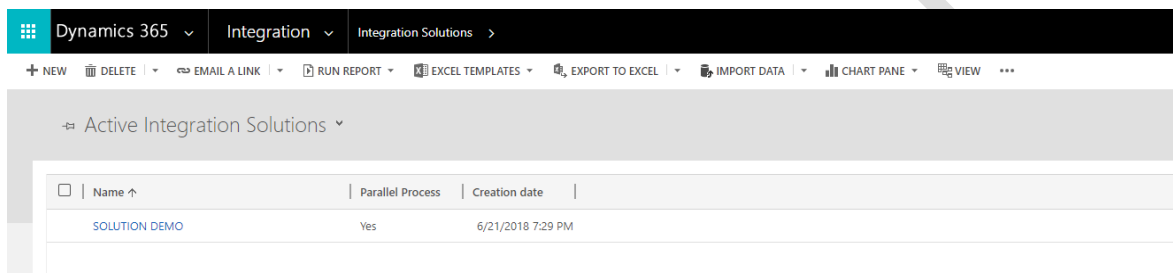 Dynamics 365 Integration Integration Solutions
NEW DELETE EMAIL A LINK RUN REPORT EXCEL TEMPLATES EXPORT TO EXCEL IMPORT DATA CHART PANE VIEW ...
Active Integration Solutions
Name Parallel Process Creation date
SOLUTION DEMO Yes 6/21/2018 7:29 PM